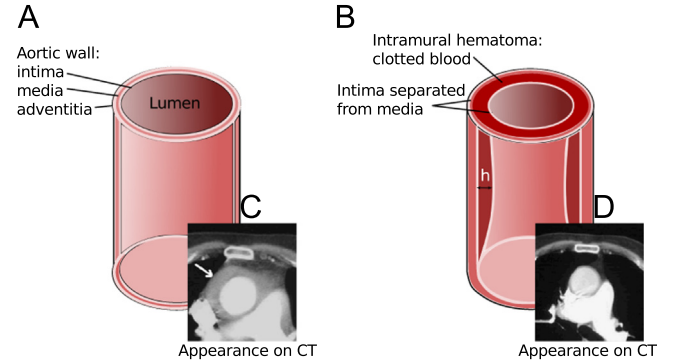 A
Aortic wall:
intima
media
adventitia
Lumen
C
Appearance on CT
B
Intramural hematoma:
clotted blood
Intima separated
from media
h
D
Appearance on CT